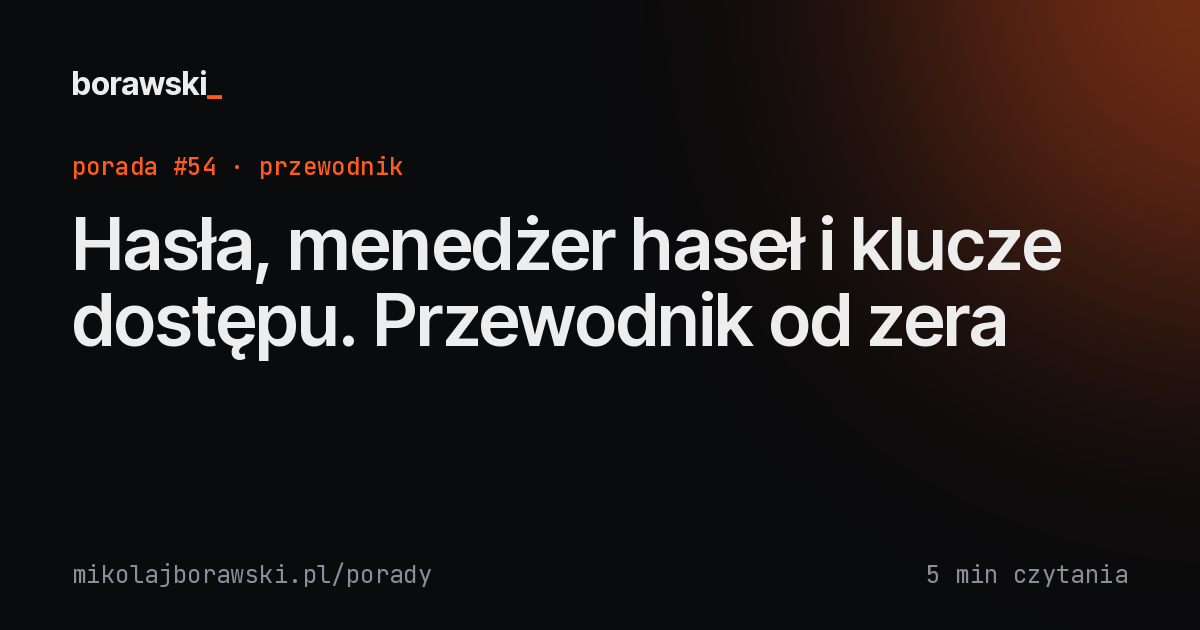 borawski_
porada #54 · przewodnik
Hasła, menedżer haseł i klucze
dostępu. Przewodnik od zera
mikolajborawski.pl/porady
5 min czytania